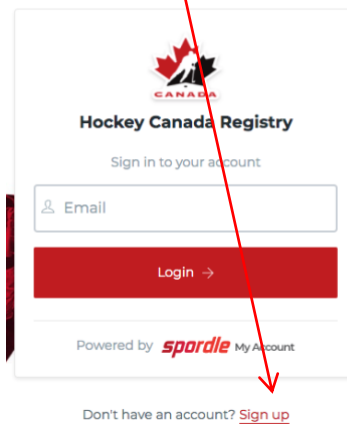 CANADA
Hockey Canada Registry
Sign in to your account
Email
Login →
Powered by spordle My Account
Don't have an account? Sign up